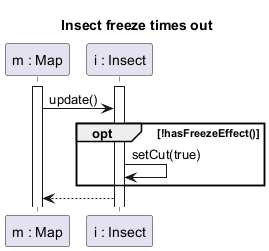 Insect freeze times out
m : Map
i : Insect
update()
opt
[!hasFreezeEffect()]
setCut(true)
m : Map
i : Insect